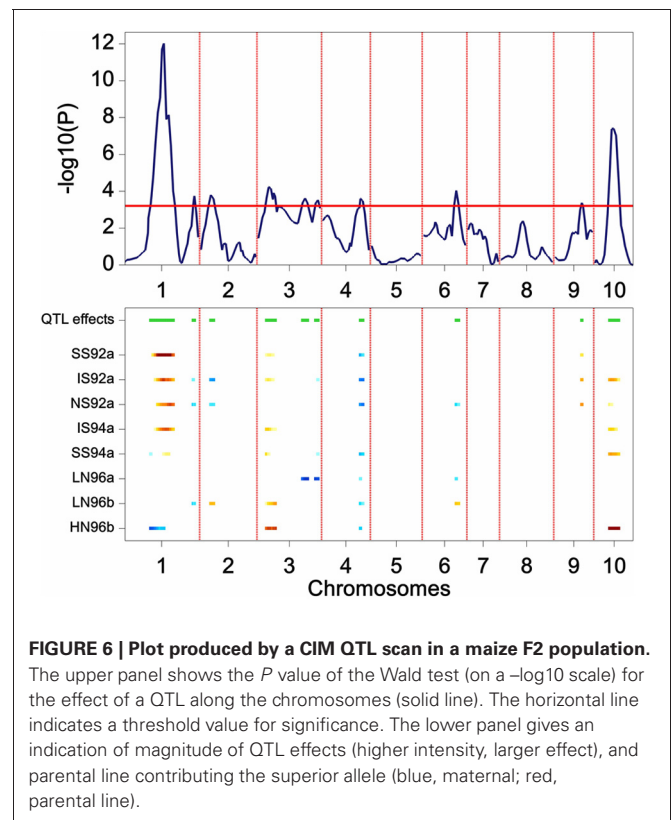 12
10
8
6
4
2
0
-log10(P)
1 2 3 4 5 6 7 8 9 10
QTL effects
SS92a
IS92a
NS92a
IS94a
SS94a
LN96a
LN96b
HN96b
1 2 3 4 5 6 7 8 9 10
Chromosomes
FIGURE 6 | Plot produced by a CIM QTL scan in a maize F2 population.
The upper panel shows the P value of the Wald test (on a –log10 scale) for
the effect of a QTL along the chromosomes (solid line). The horizontal line
indicates a threshold value for significance. The lower panel gives an
indication of magnitude of QTL effects (higher intensity, larger effect), and
parental line contributing the superior allele (blue, maternal; red,
parental line).